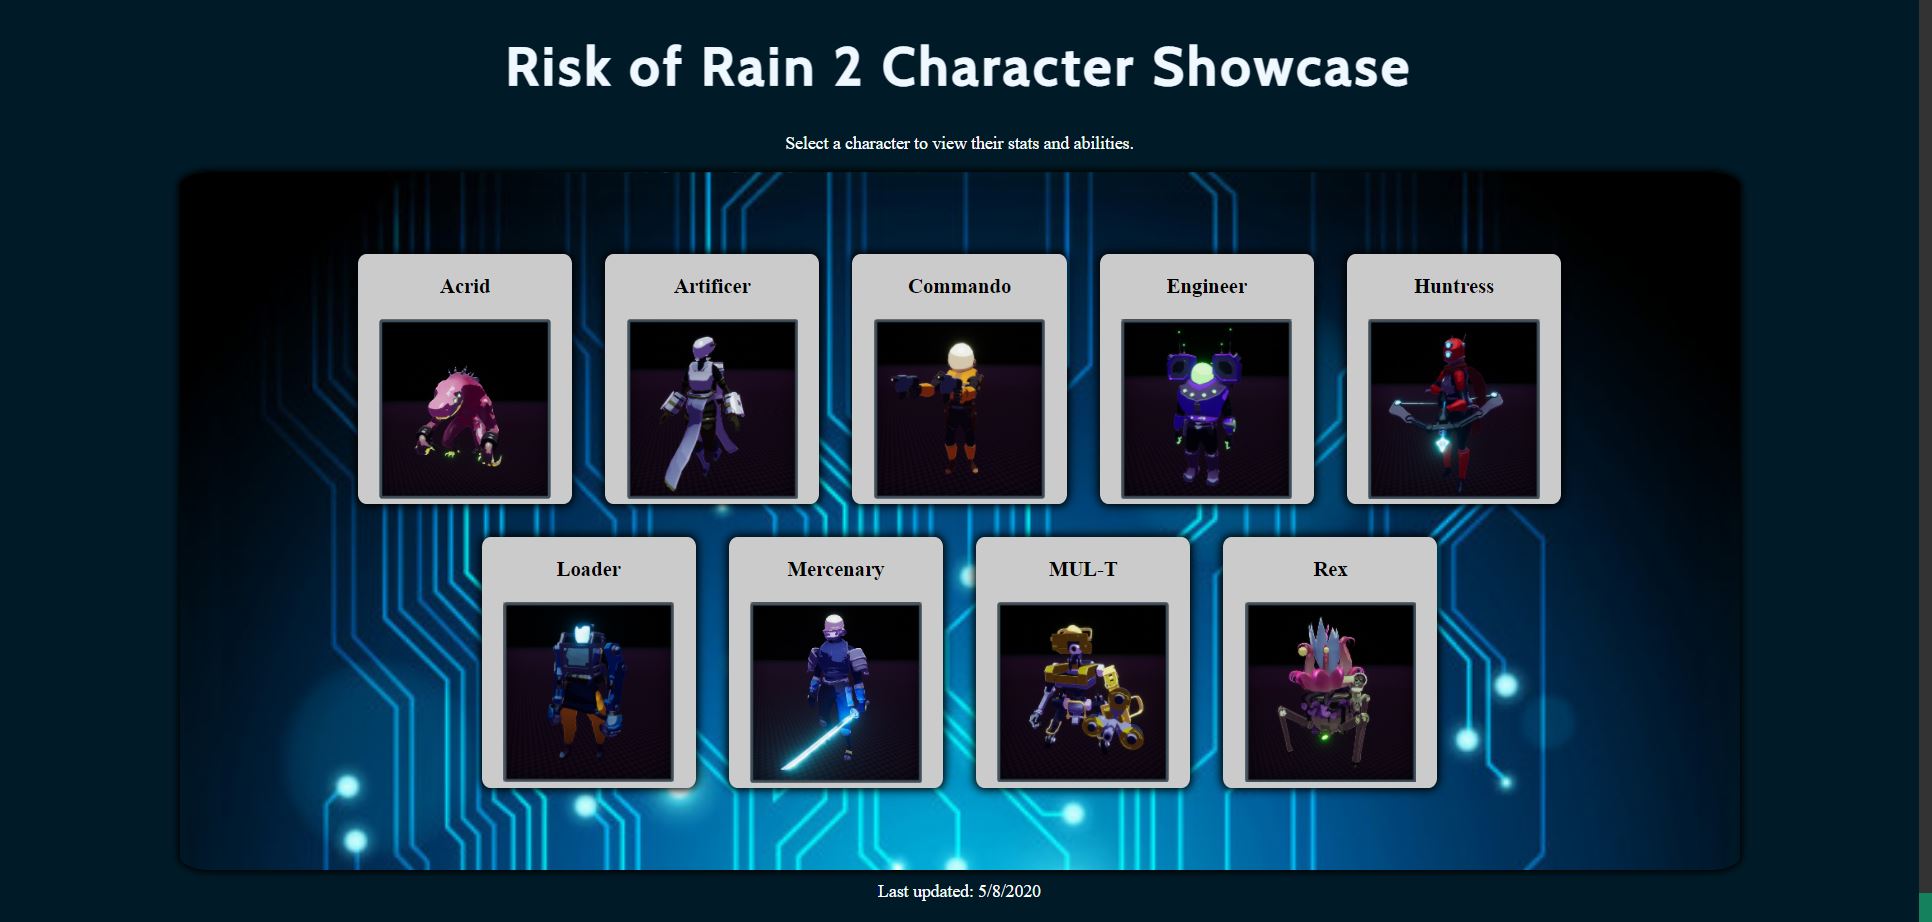 Risk of Rain 2 Character Showcase
Select a character to view their stats and abilities.
Acrid
Artificer
Commando
Engineer
Huntress
Loader
Mercenary
MUL-T
Rex
Last updated: 5/8/2020